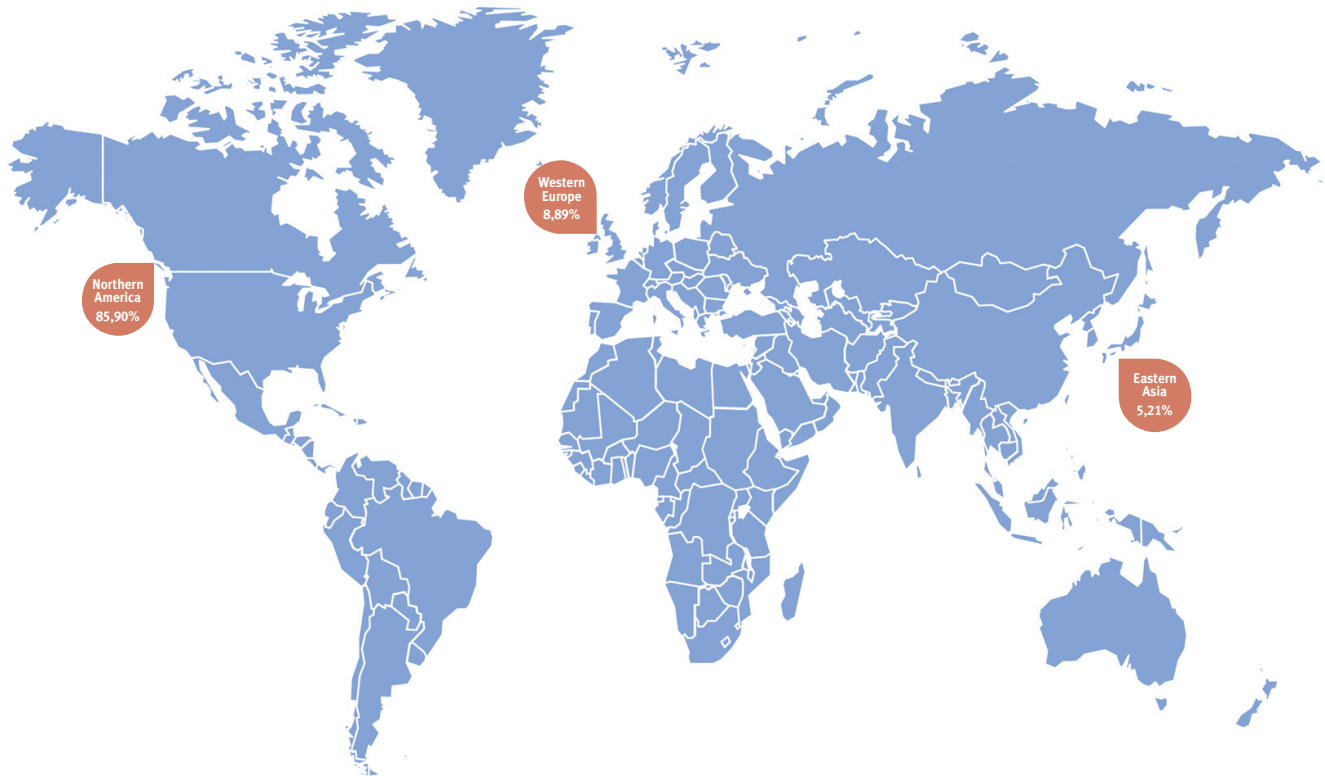 Western
Europe
8,89%
Northern
America
85,90%
Eastern
Asia
5,21%